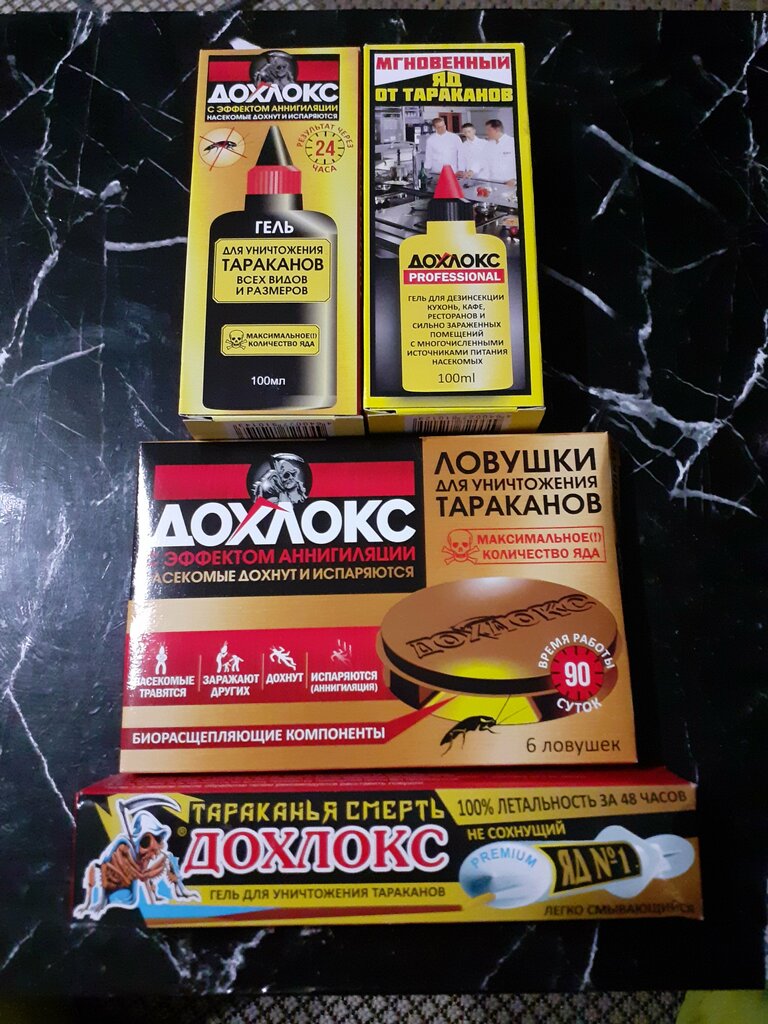 ДОХЛОКС
С ЭФФЕКТОМ АННИГИЛЯЦИИ
НАСЕКОМЫЕ ДОХНУТ И ИСПАРЯЮТСЯ
РЕЗУЛЬТАТ ЧЕРЕЗ
24
ЧАСА
ГЕЛЬ
ДЛЯ УНИЧТОЖЕНИЯ
ТАРАКАНОВ
ВСЕХ ВИДОВ
И РАЗМЕРОВ
МАКСИМАЛЬНОЕ(!)
КОЛИЧЕСТВО ЯДА
100мл
МГНОВЕННЫЙ
ЯД
ОТ ТАРАКАНОВ
ДОХЛОКС
PROFESSIONAL
ГЕЛЬ ДЛЯ ДЕЗИНСЕКЦИИ
КУХОНЬ, КАФЕ,
РЕСТОРАНОВ И
СИЛЬНО ЗАРАЖЕННЫХ
ПОМЕЩЕНИЙ
С МНОГОЧИСЛЕННЫМИ
ИСТОЧНИКАМИ ПИТАНИЯ
НАСЕКОМЫХ
100ml
ДОХЛОКС
С ЭФФЕКТОМ АННИГИЛЯЦИИ
НАСЕКОМЫЕ ДОХНУТ И ИСПАРЯЮТСЯ
ЛОВУШКИ
ДЛЯ УНИЧТОЖЕНИЯ
ТАРАКАНОВ
МАКСИМАЛЬНОЕ(!)
КОЛИЧЕСТВО ЯДА
ДОХЛОКС
ВРЕМЯ РАБОТЫ
90
СУТОК
НАСЕКОМЫЕ
ТРАВЯТСЯ
ЗАРАЖАЮТ
ДРУГИХ
ДОХНУТ
ИСПАРЯЮТСЯ
(АННИГИЛЯЦИЯ)
БИОРАСЩЕПЛЯЮЩИЕ КОМПОНЕНТЫ
6 ловушек
ТАРАКАНЬЯ СМЕРТЬ
®ДОХЛОКС
ГЕЛЬ ДЛЯ УНИЧТОЖЕНИЯ ТАРАКАНОВ
100% ЛЕТАЛЬНОСТЬ ЗА 48 ЧАСОВ
НЕ СОХНУЩИЙ
PREMIUM
ЯД №1
ЛЕГКО СМЫВАЮЩИЙСЯ